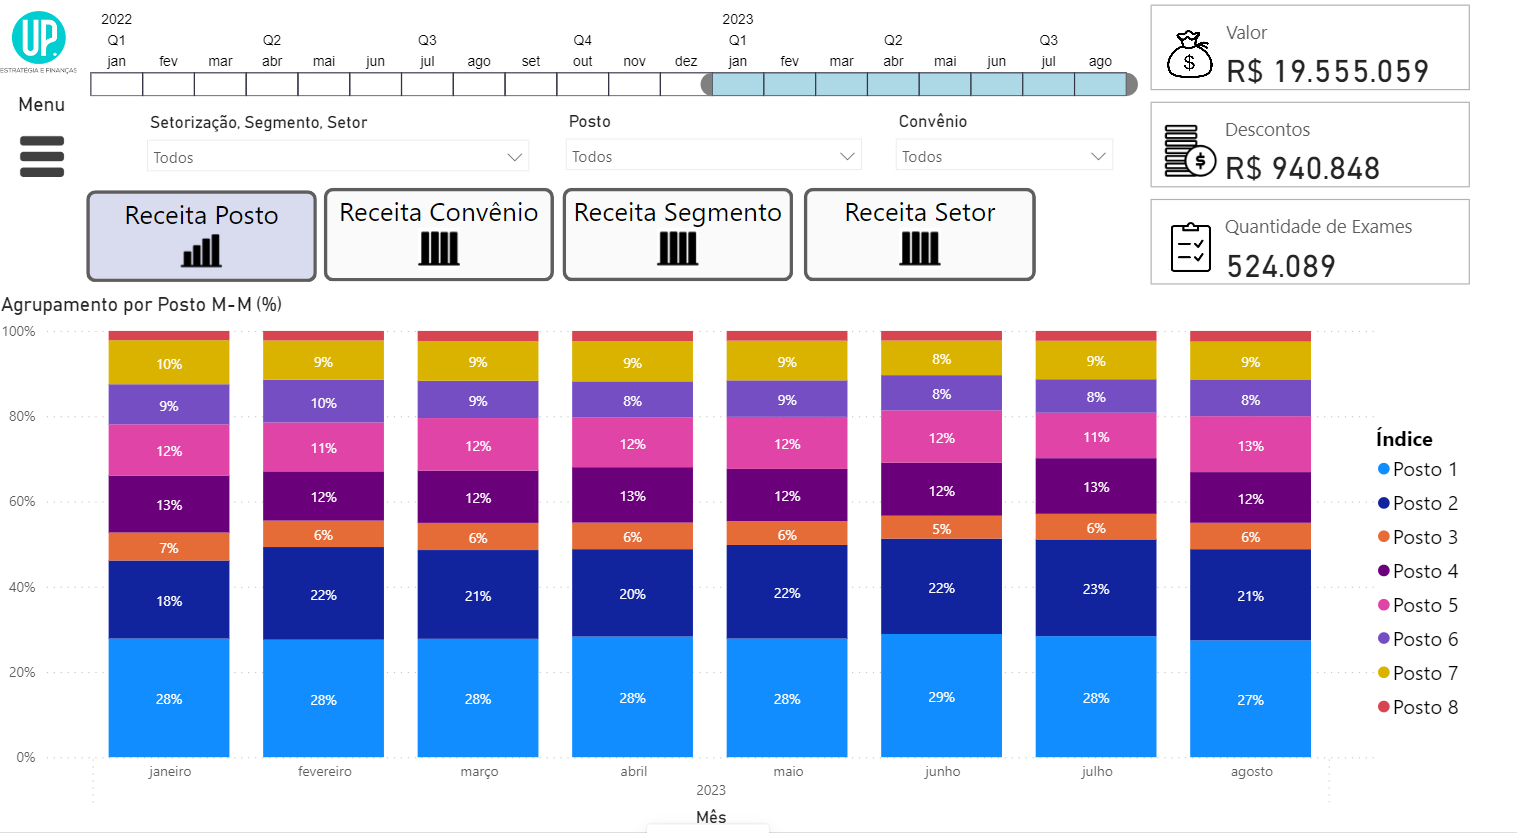 UP.
ESTRATÉGIA E FINANÇAS
Menu
2022 2023
Q1 Q2 Q3 Q4 Q1 Q2 Q3
jan fev mar abr mai jun jul ago set out nov dez jan fev mar abr mai jun jul ago
Setorização, Segmento, Setor
Todos
Posto
Todos
Convênio
Todos
Valor
R$ 19.555.059
Descontos
R$ 940.848
Quantidade de Exames
524.089
Receita Posto
Receita Convênio
Receita Segmento
Receita Setor
Agrupamento por Posto M-M (%)
100%
10% 9% 9% 9% 9% 8% 9% 9%
9% 10% 9% 8% 9% 8% 8% 8%
80%
12% 11% 12% 12% 12% 12% 11% 13%
13% 12% 12% 13% 12% 12% 13% 12%
60%
7% 6% 6% 6% 6% 5% 6% 6%
40%
18% 22% 21% 20% 22% 22% 23% 21%
20%
28% 28% 28% 28% 28% 29% 28% 27%
0%
janeiro fevereiro março abril maio junho julho agosto
2023
Mês
Índice
Posto 1
Posto 2
Posto 3
Posto 4
Posto 5
Posto 6
Posto 7
Posto 8